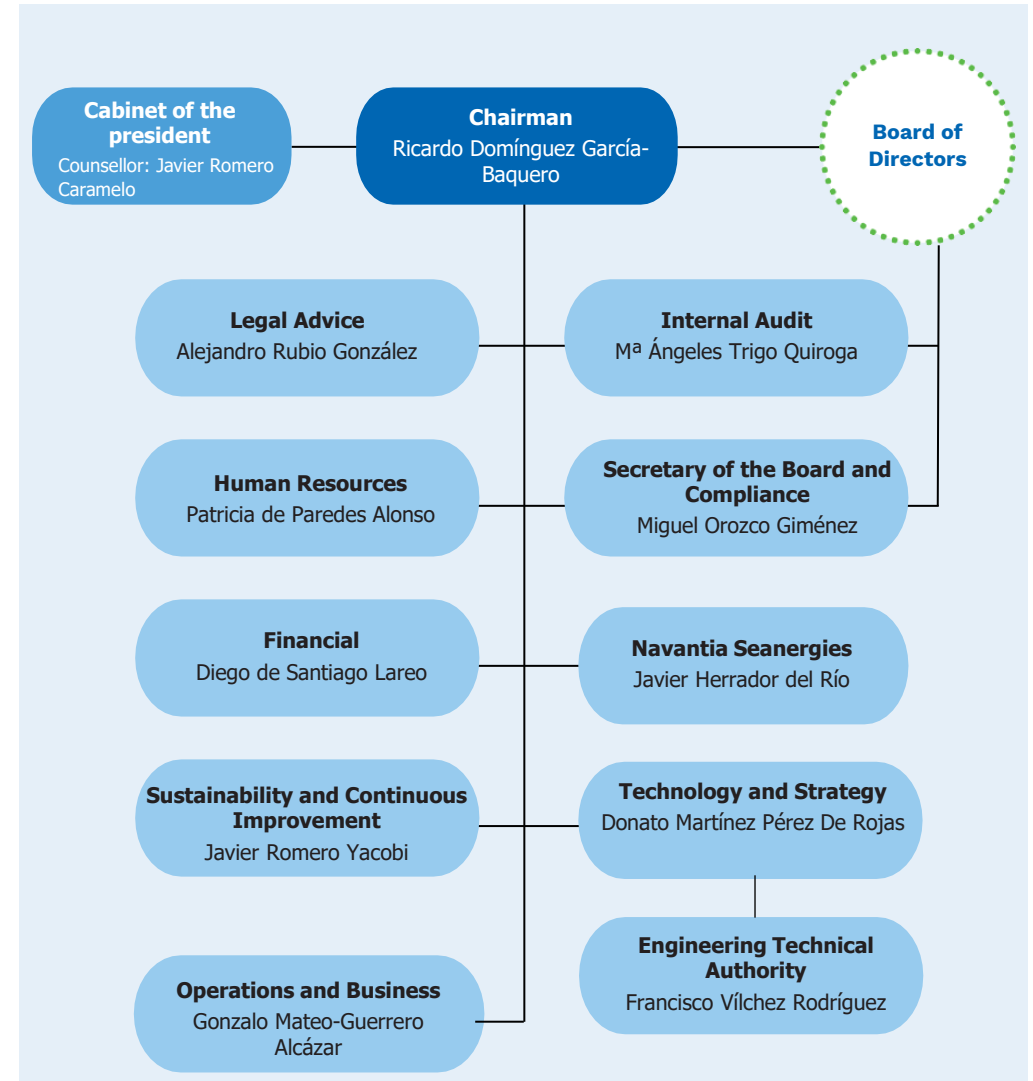 Cabinet of the
president
Counsellor: Javier Romero
Caramelo
Chairman
Ricardo Domínguez García-
Baquero
Board of
Directors
Legal Advice
Alejandro Rubio González
Internal Audit
Mª Ángeles Trigo Quiroga
Human Resources
Patricia de Paredes Alonso
Secretary of the Board and
Compliance
Miguel Orozco Giménez
Financial
Diego de Santiago Lareo
Navantia Seanergies
Javier Herrador del Río
Sustainability and Continuous
Improvement
Javier Romero Yacobi
Technology and Strategy
Donato Martínez Pérez De Rojas
Engineering Technical
Authority
Francisco Vílchez Rodríguez
Operations and Business
Gonzalo Mateo-Guerrero
Alcázar